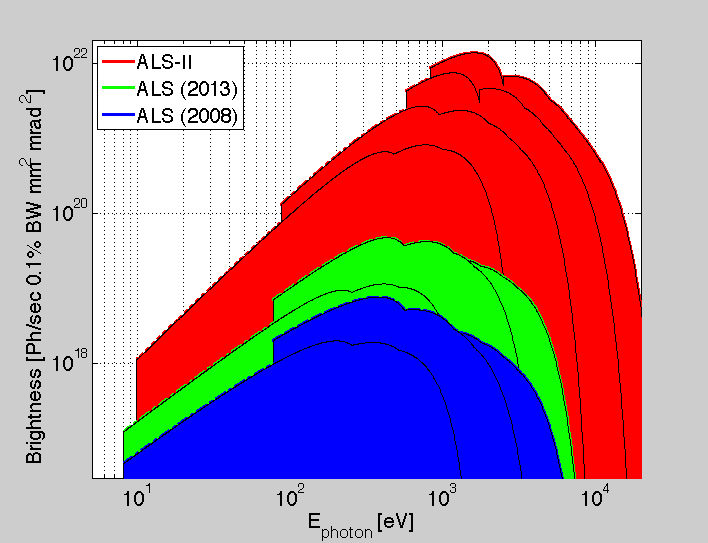 ALS-II
ALS (2013)
ALS (2008)
10^22
10^20
10^18
Brightness [Ph/sec 0.1% BW mm^2 mrad^2]
10^1 10^2 10^3 10^4
E_photon [eV]